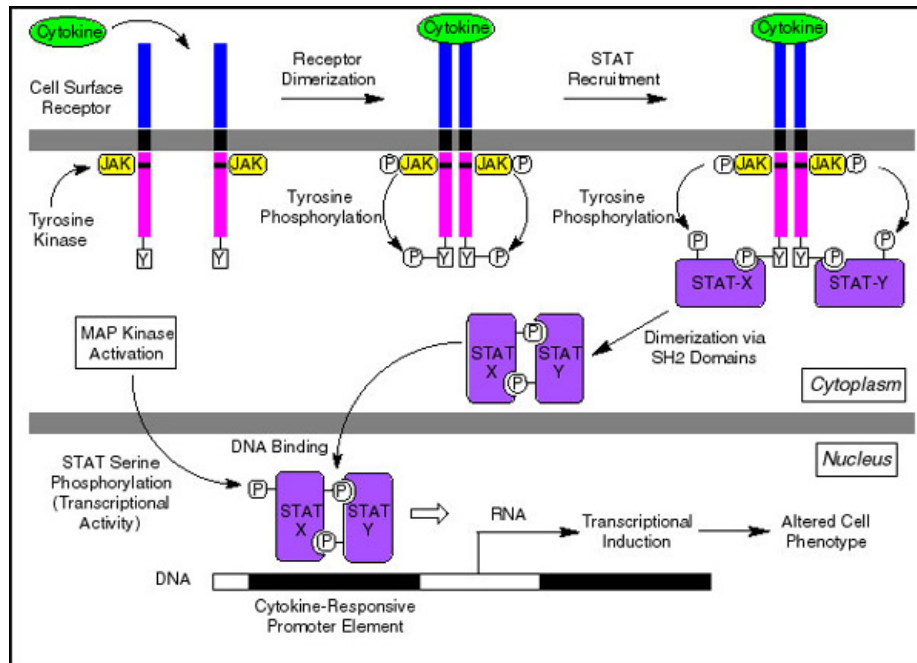 Cytokine
Cell Surface
Receptor
Receptor
Dimerization
Cytokine
STAT
Recruitment
Cytokine
JAK
JAK
P
JAK
JAK
P
P
JAK
JAK
P
Tyrosine
Kinase
Tyrosine
Phosphorylation
Tyrosine
Phosphorylation
Y
Y
P
Y
Y
P
P
P
Y
Y
P
P
STAT-X
STAT-Y
MAP Kinase
Activation
STAT
X
P
P
STAT
Y
Dimerization via
SH2 Domains
Cytoplasm
DNA Binding
Nucleus
STAT Serine
Phosphorylation
(Transcriptional
Activity)
P
STAT
X
P
P
STAT
Y
RNA
Transcriptional
Induction
Altered Cell
Phenotype
DNA
Cytokine-Responsive
Promoter Element